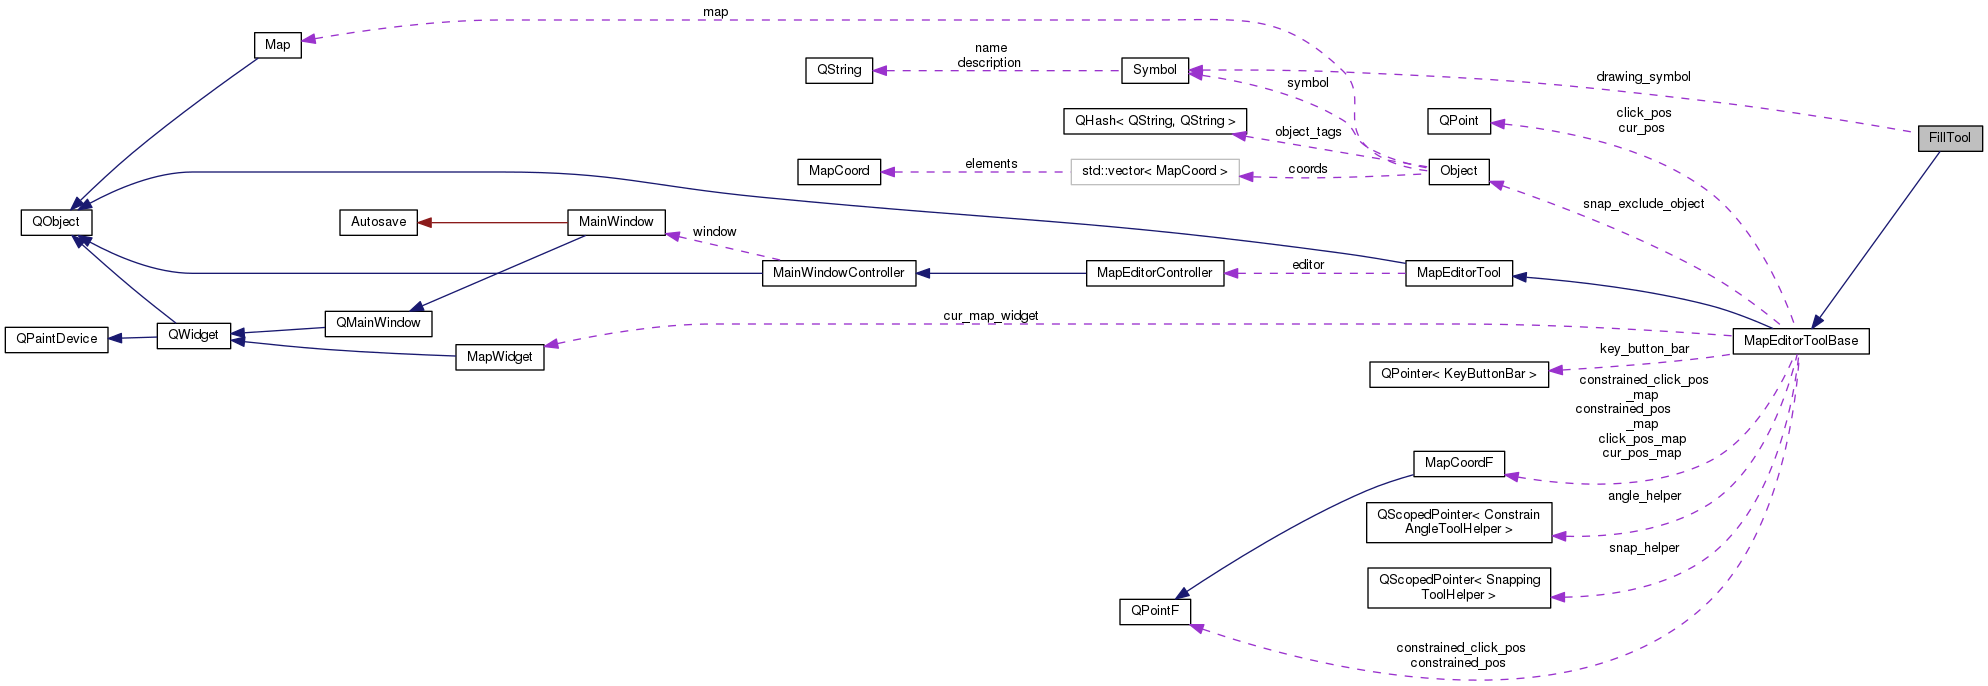 map
Map
name
description
QString
Symbol
symbol
drawing_symbol
click_pos
cur_pos
QHash< QString, QString >
object_tags
QPoint
FillTool
MapCoord
elements
std::vector< MapCoord >
coords
Object
snap_exclude_object
QObject
Autosave
MainWindow
window
MainWindowController
MapEditorController
editor
MapEditorTool
QMainWindow
cur_map_widget
QPaintDevice
QWidget
MapWidget
MapEditorToolBase
key_button_bar
QPointer< KeyButtonBar >
constrained_click_pos
_map
constrained_pos
_map
click_pos_map
cur_pos_map
MapCoordF
angle_helper
QScopedPointer< Constrain
AngleToolHelper >
snap_helper
QScopedPointer< Snapping
ToolHelper >
QPointF
constrained_click_pos
constrained_pos